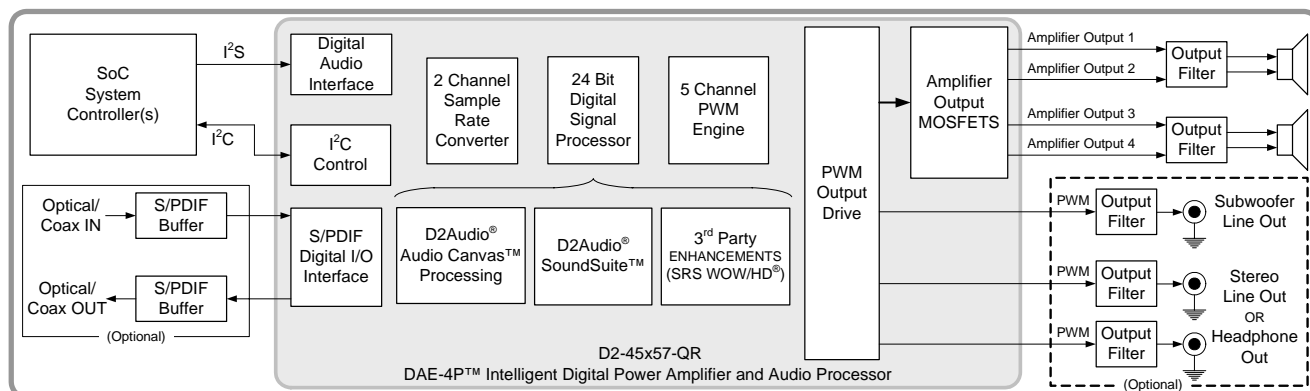 SoC
System
Controller(s)
I²S
I²C
Digital
Audio
Interface
I²C
Control
2 Channel
Sample
Rate
Converter
24 Bit
Digital
Signal
Processor
5 Channel
PWM
Engine
PWM
Output
Drive
Amplifier
Output
MOSFETS
Amplifier Output 1
Amplifier Output 2
Output
Filter
Amplifier Output 3
Amplifier Output 4
Output
Filter
Optical/
Coax IN
S/PDIF
Buffer
Optical/
Coax OUT
S/PDIF
Buffer
(Optional)
S/PDIF
Digital I/O
Interface
D2Audio®
Audio Canvas™
Processing
D2Audio®
SoundSuite™
3rd Party
ENHANCEMENTS
(SRS WOW/HD®)
PWM
Output
Filter
Subwoofer
Line Out
PWM
Output
Filter
Stereo
Line Out
OR
Headphone
Out
PWM
Output
Filter
(Optional)
D2-45x57-QR
DAE-4P™ Intelligent Digital Power Amplifier and Audio Processor